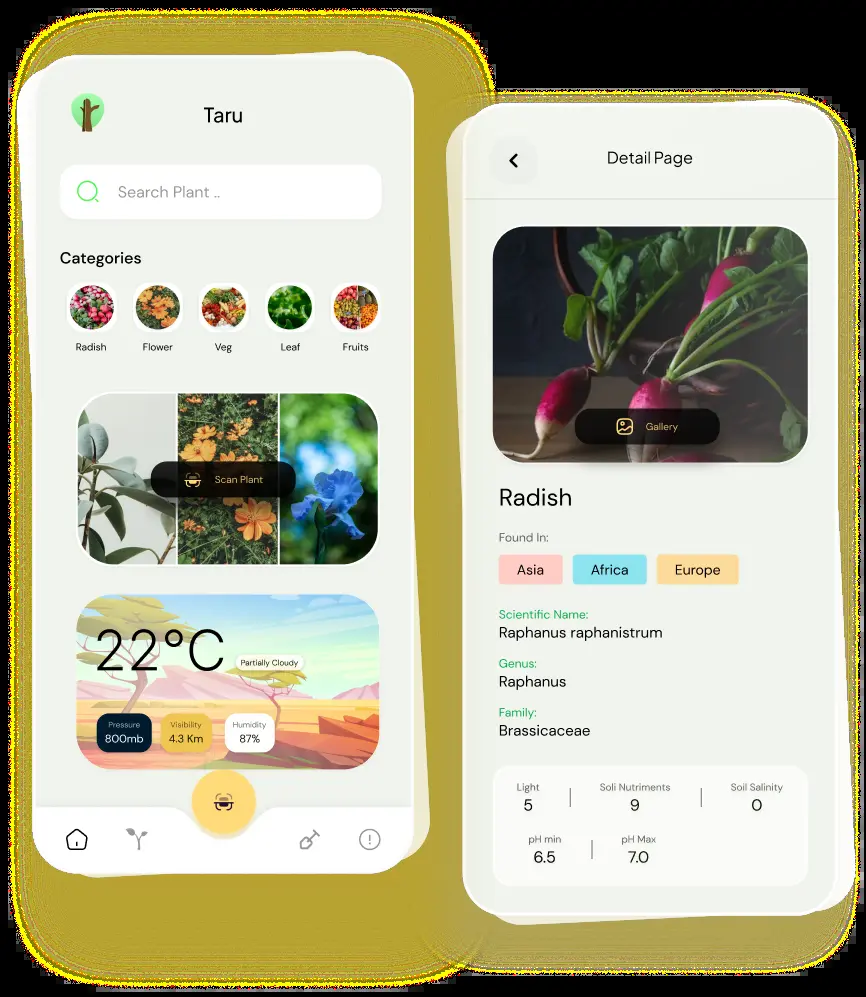 Taru
Search Plant ..
Categories
Radish Flower Veg Leaf Fruits
Scan Plant
22°C
Partially Cloudy
Pressure Visibility Humidity
800mb 4.3 Km 87%
Detail Page
Gallery
Radish
Found In:
Asia Africa Europe
Scientific Name:
Raphanus raphanistrum
Genus:
Raphanus
Family:
Brassicaceae
Light Soli Nutriments Soil Salinity
5 9 0
pH min pH Max
6.5 7.0